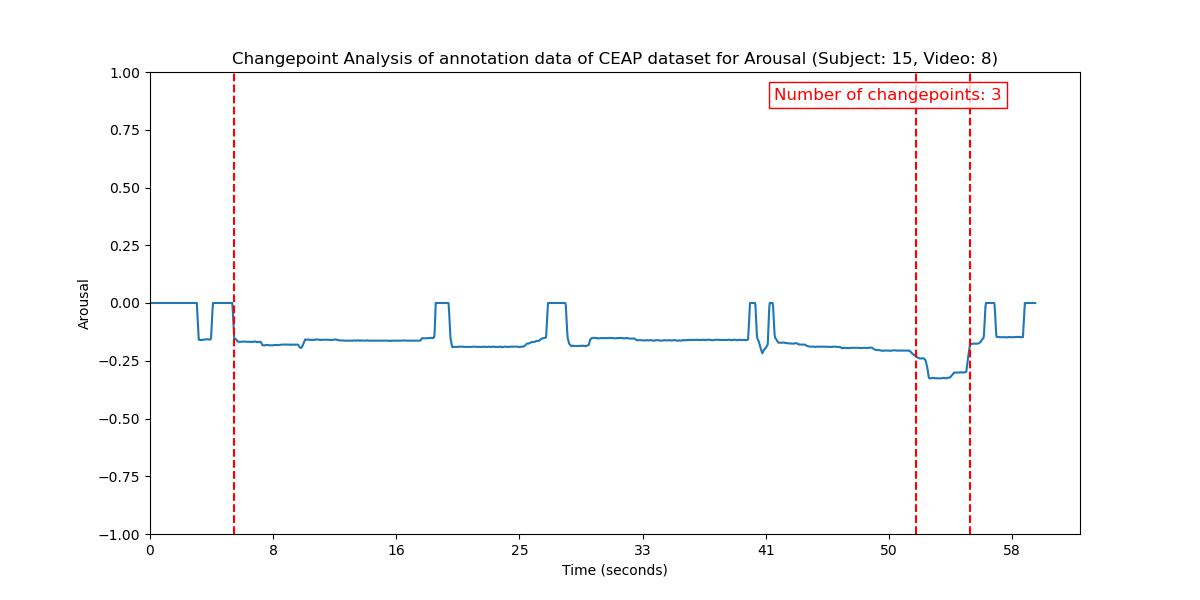 Changepoint Analysis of annotation data of CEAP dataset for Arousal (Subject: 15, Video: 8)
Number of changepoints: 3
1.00
0.75
0.50
0.25
0.00
−0.25
−0.50
−0.75
−1.00
Arousal
0 8 16 25 33 41 50 58
Time (seconds)